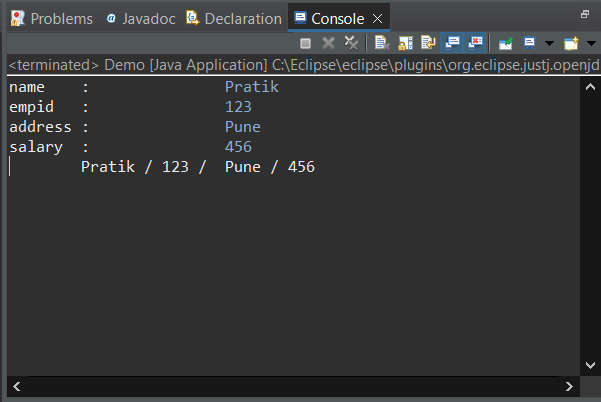 Problems @ Javadoc Declaration Console
<terminated> Demo [Java Application] C:\Eclipse\eclipse\plugins\org.eclipse.justj.openjd
name    :               Pratik
empid   :               123
address :               Pune
salary  :               456
        Pratik / 123 /  Pune / 456